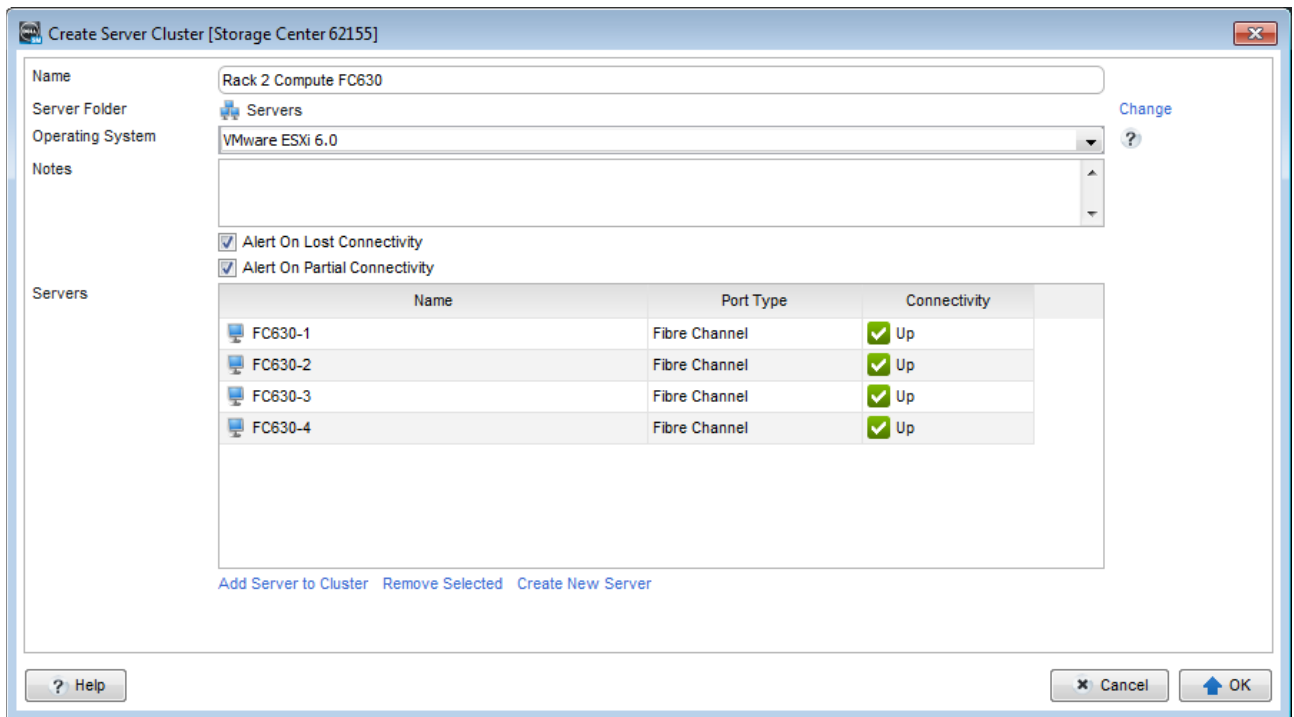 Create Server Cluster [Storage Center 62155]
Name Rack 2 Compute FC630
Server Folder Servers Change
Operating System VMware ESXi 6.0 ?
Notes
Alert On Lost Connectivity
Alert On Partial Connectivity
Servers
Name Port Type Connectivity
FC630-1 Fibre Channel Up
FC630-2 Fibre Channel Up
FC630-3 Fibre Channel Up
FC630-4 Fibre Channel Up
Add Server to Cluster Remove Selected Create New Server
? Help Cancel OK